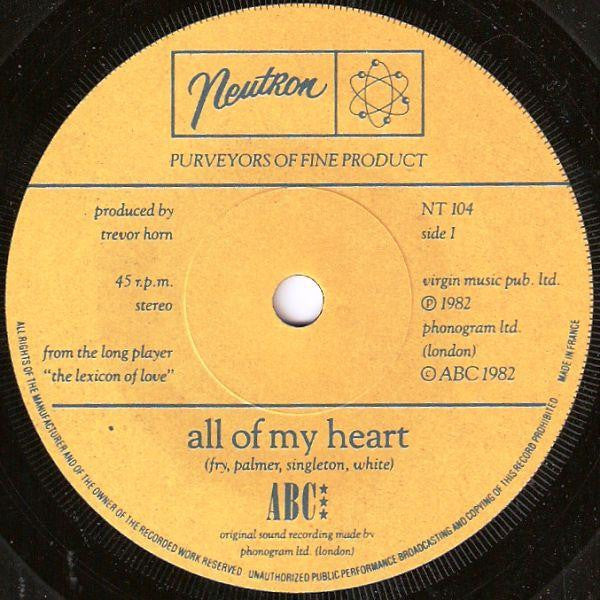 Neutron
PURVEYORS OF FINE PRODUCT
produced by
trevor horn
NT 104
side 1
45 r.p.m.
stereo
virgin music pub. ltd.
℗ 1982
phonogram ltd.
(london)
© ABC 1982
from the long player
"the lexicon of love"
all of my heart
(fry, palmer, singleton, white)
ABC
original sound recording made by
phonogram ltd. (london)
ALL RIGHTS OF THE MANUFACTURER AND OF THE OWNER OF THE RECORDED WORK RESERVED UNAUTHORIZED PUBLIC PERFORMANCE BROADCASTING AND COPYING OF THIS RECORD PROHIBITED MADE IN FRANCE